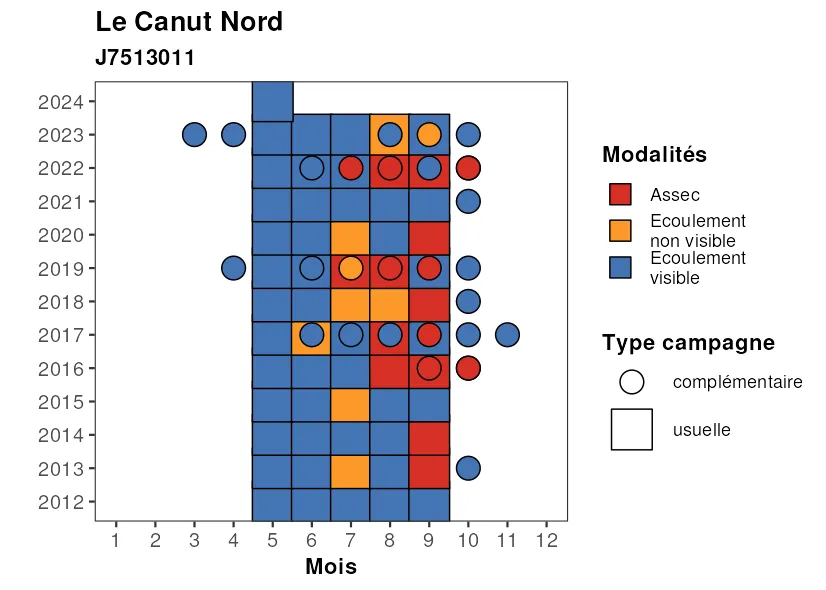 Le Canut Nord
J7513011
2024
2023
2022
2021
2020
2019
2018
2017
2016
2015
2014
2013
2012
1 2 3 4 5 6 7 8 9 10 11 12
Mois
Modalités
Assec
Ecoulement
non visible
Ecoulement
visible
Type campagne
complémentaire
usuelle